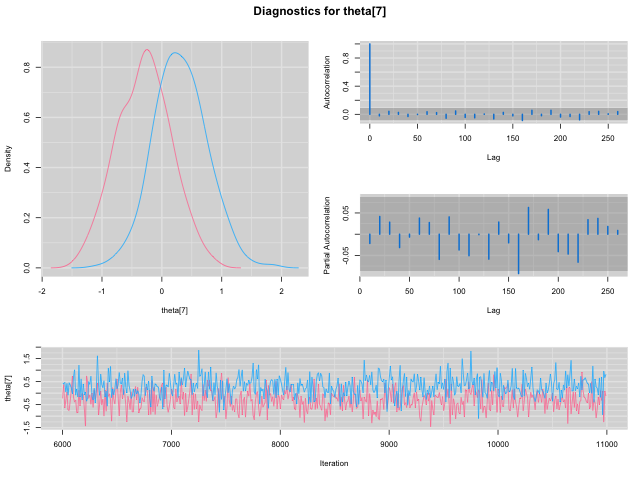 Diagnostics for theta[7]
Density
0.0 0.2 0.4 0.6 0.8
-2 -1 0 1 2
theta[7]
Autocorrelation
0.0 0.4 0.8
0 50 100 150 200 250
Lag
Partial Autocorrelation
-0.05 0.05
0 50 100 150 200 250
Lag
theta[7]
-1.5 -0.5 0.5 1.5
6000 7000 8000 9000 10000 11000
Iteration